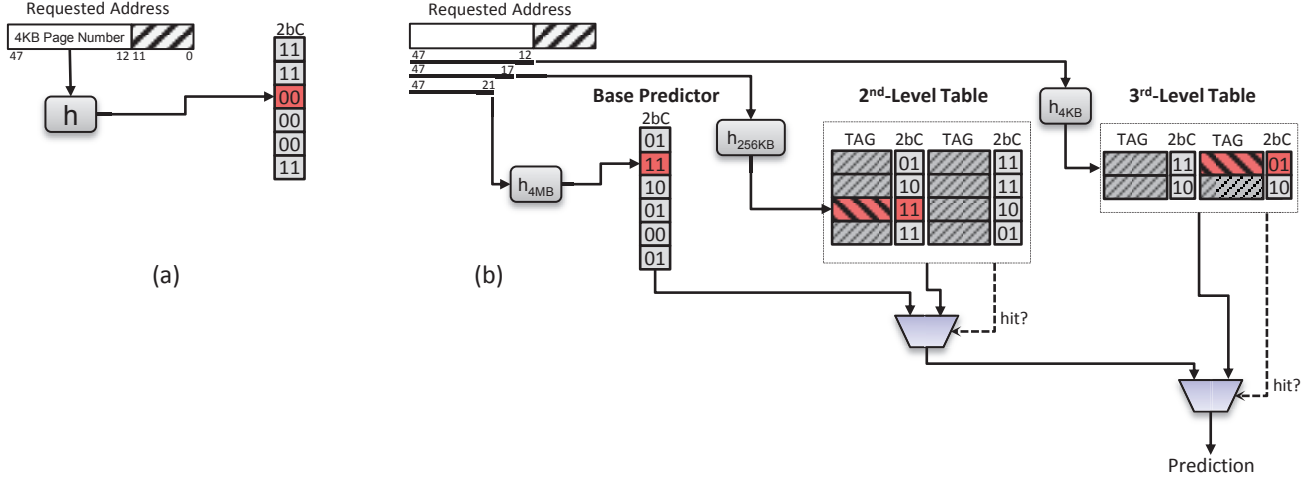 Requested Address
4KB Page Number
47 12 11 0
h
2bC
11
11
00
00
00
11
(a)
Requested Address
47 12
47 17
47 21
(b)
Base Predictor
2bC
01
11
10
01
00
01
h4MB
h256KB
2nd-Level Table
TAG 2bC TAG 2bC
01 11
10 11
11 10
11 01
hit?
h4KB
3rd-Level Table
TAG 2bC TAG 2bC
11 01
10 10
hit?
Prediction